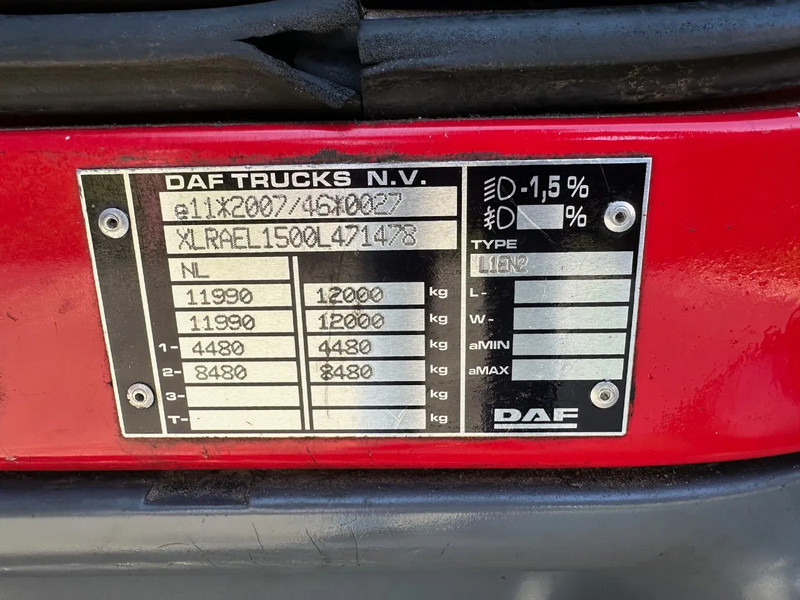 DAF TRUCKS N.V.
e11*2007/46*0027
XLRAEL1500L471478
NL
11990 12000 kg
11990 12000 kg
1- 4480 4480 kg
2- 8480 8480 kg
3- kg
T- kg
-1,5 %
%
TYPE
L1EN2
L-
W-
aMIN
aMAX
DAF